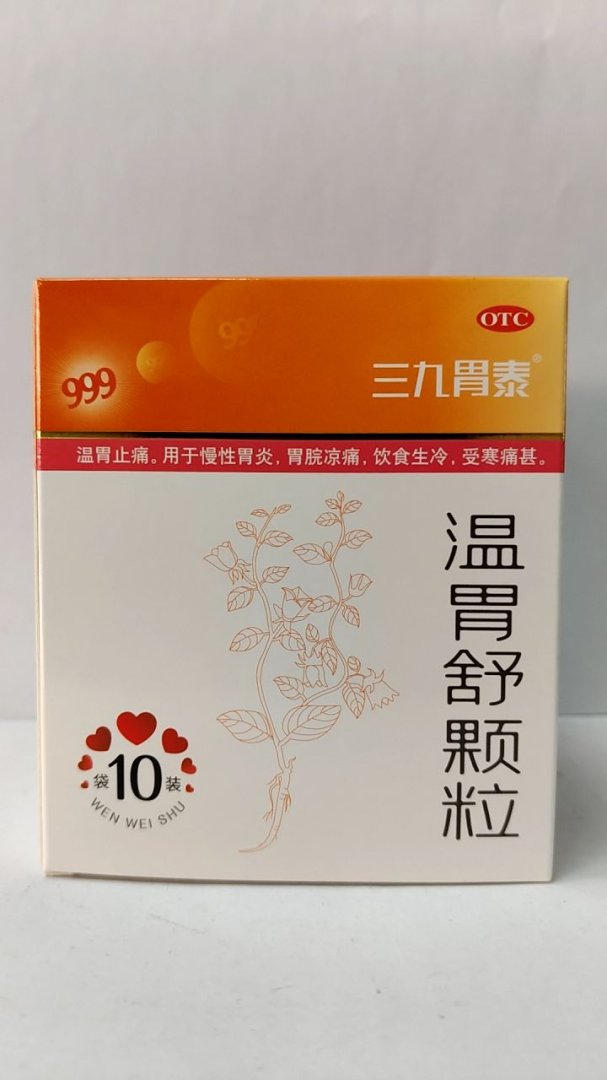 999
999
OTC
三九胃泰®
温胃止痛。用于慢性胃炎，胃脘凉痛，饮食生冷，受寒痛甚。
温胃舒颗粒
10袋装
WEN WEI SHU